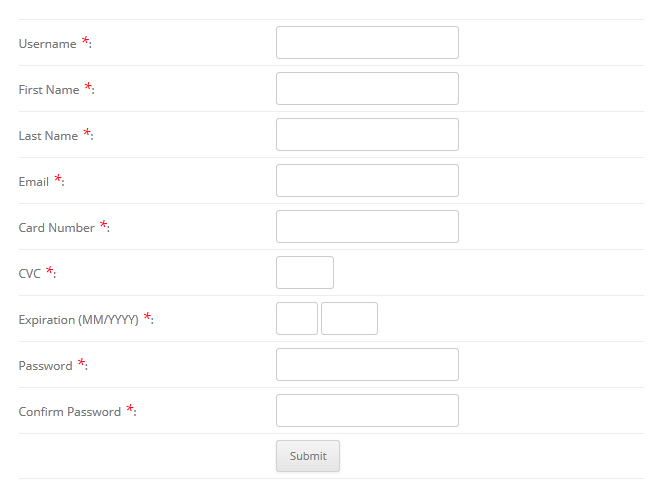 Username *:
First Name *:
Last Name *:
Email *:
Card Number *:
CVC *:
Expiration (MM/YYYY) *:
Password *:
Confirm Password *:
Submit